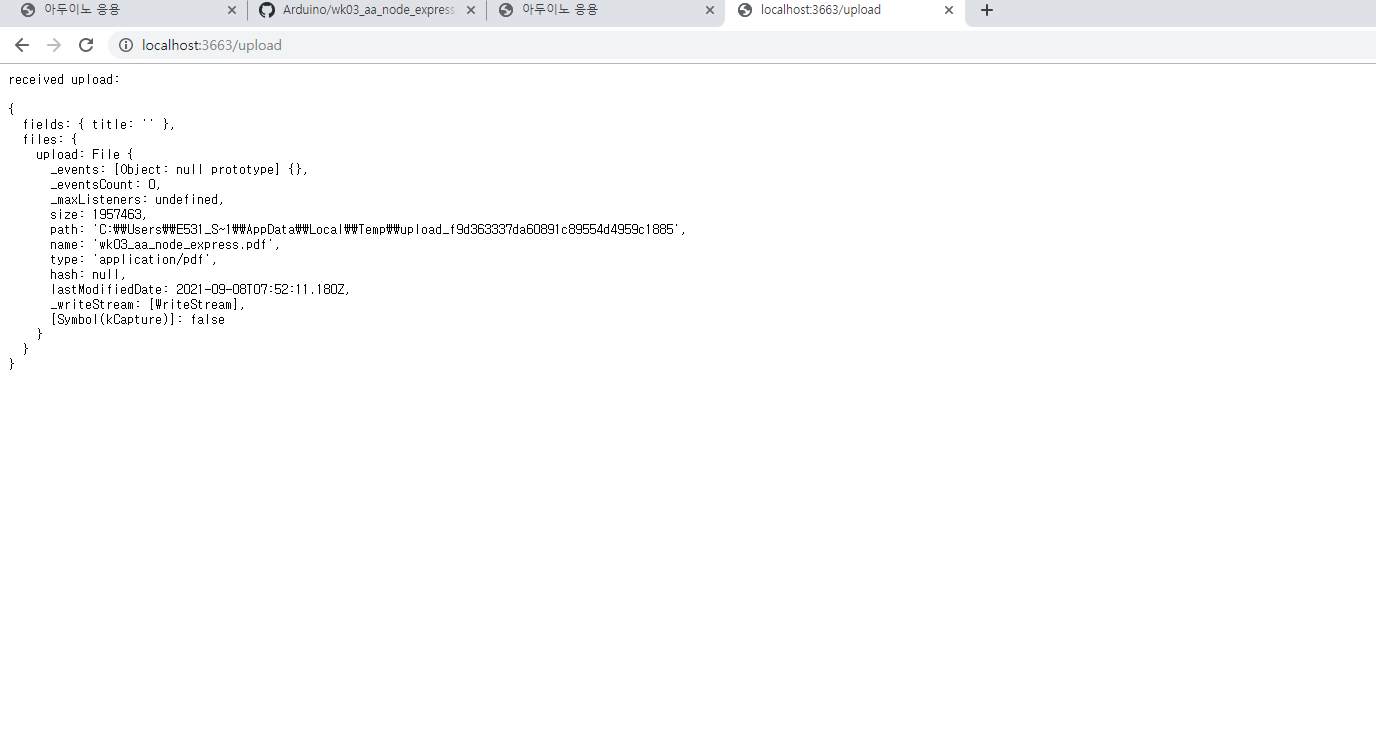 아두이노 응용
Arduino/wk03_aa_node_express
아두이노 응용
localhost:3663/upload
localhost:3663/upload
received upload:
{
  fields: { title: '' },
  files: {
    upload: File {
      _events: [Object: null prototype] {},
      _eventsCount: 0,
      _maxListeners: undefined,
      size: 1957463,
      path: 'C:₩₩Users₩₩E531_S~1₩₩AppData₩₩Local₩₩Temp₩₩upload_f9d363337da60891c89554d4959c1885',
      name: 'wk03_aa_node_express.pdf',
      type: 'application/pdf',
      hash: null,
      lastModifiedDate: 2021-09-08T07:52:11.180Z,
      _writeStream: [WriteStream],
      [Symbol(kCapture)]: false
    }
  }
}